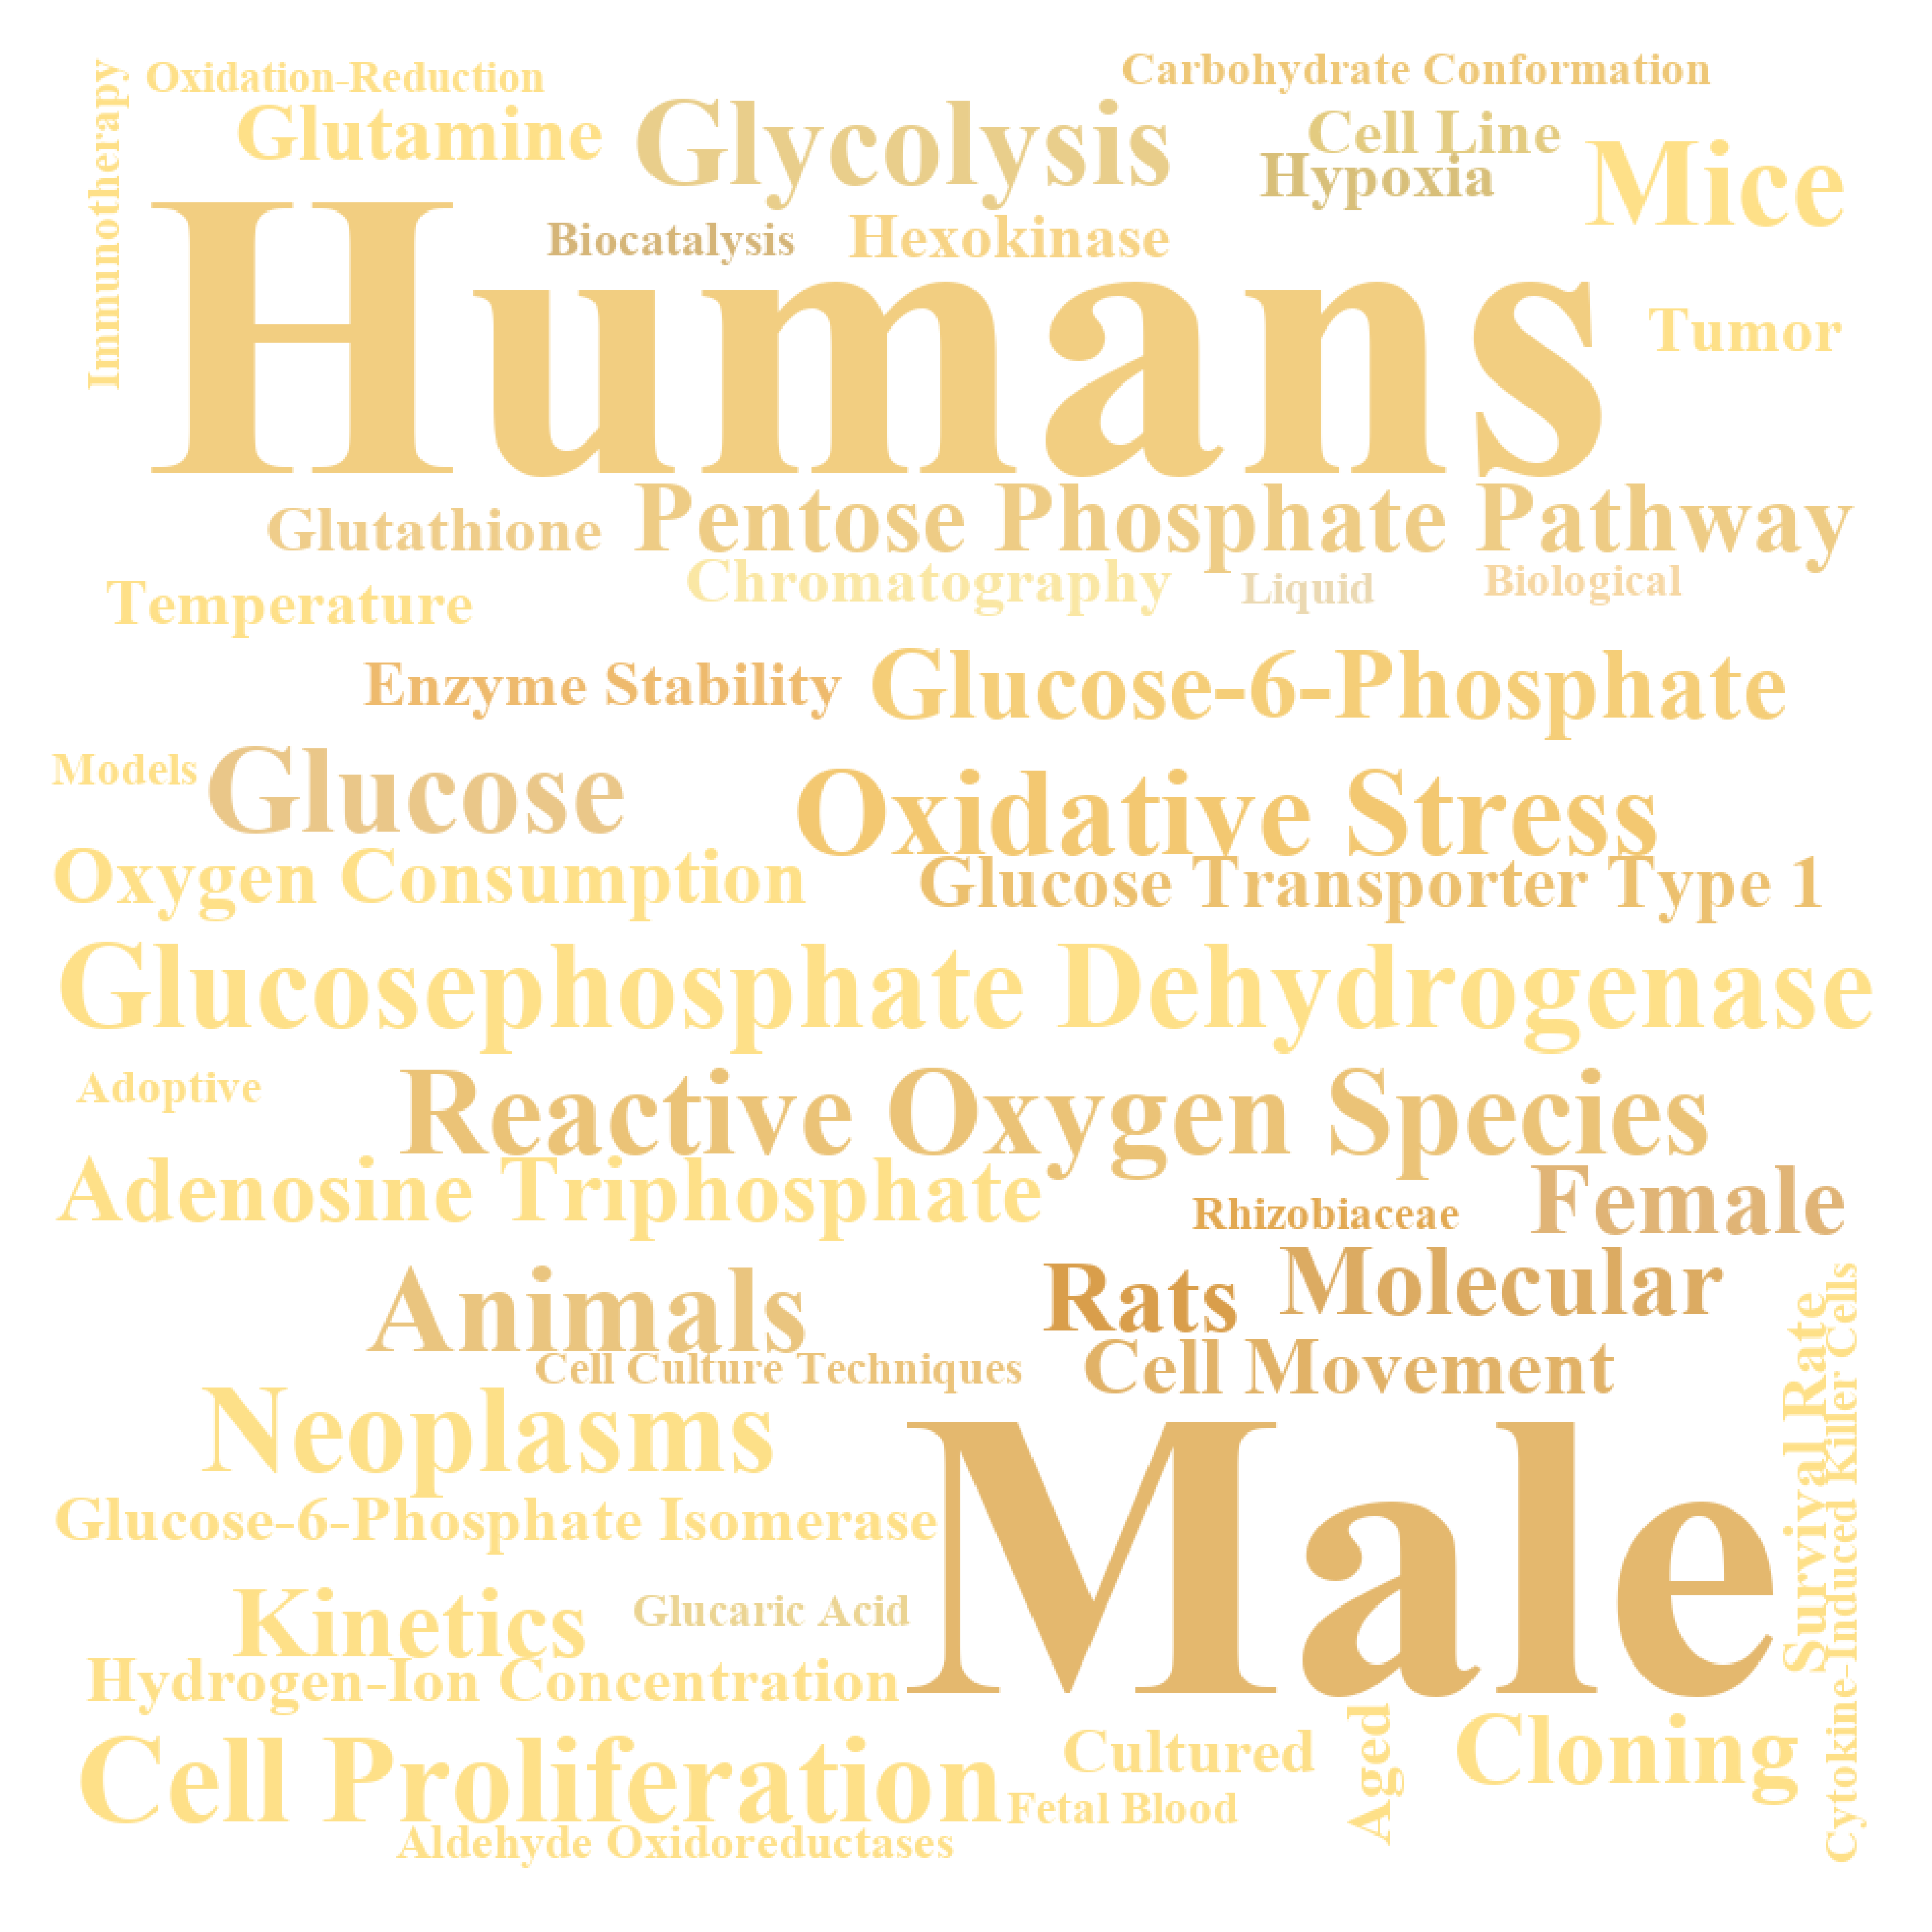 Immunotherapy
Oxidation-Reduction
Carbohydrate Conformation
Glutamine
Glycolysis
Cell Line
Mice
Hypoxia
Biocatalysis
Hexokinase
Humans
Tumor
Glutathione
Pentose Phosphate Pathway
Temperature
Chromatography
Liquid
Biological
Enzyme Stability
Glucose-6-Phosphate
Models
Glucose
Oxidative Stress
Oxygen Consumption
Glucose Transporter Type 1
Glucosephosphate Dehydrogenase
Adoptive
Reactive Oxygen Species
Adenosine Triphosphate
Rhizobiaceae
Female
Animals
Rats
Molecular
Cell Culture Techniques
Cell Movement
Neoplasms
Male
Survival Rate
Cytokine-Induced Killer Cells
Glucose-6-Phosphate Isomerase
Kinetics
Glucaric Acid
Hydrogen-Ion Concentration
Cell Proliferation
Cultured
Aged
Cloning
Fetal Blood
Aldehyde Oxidoreductases